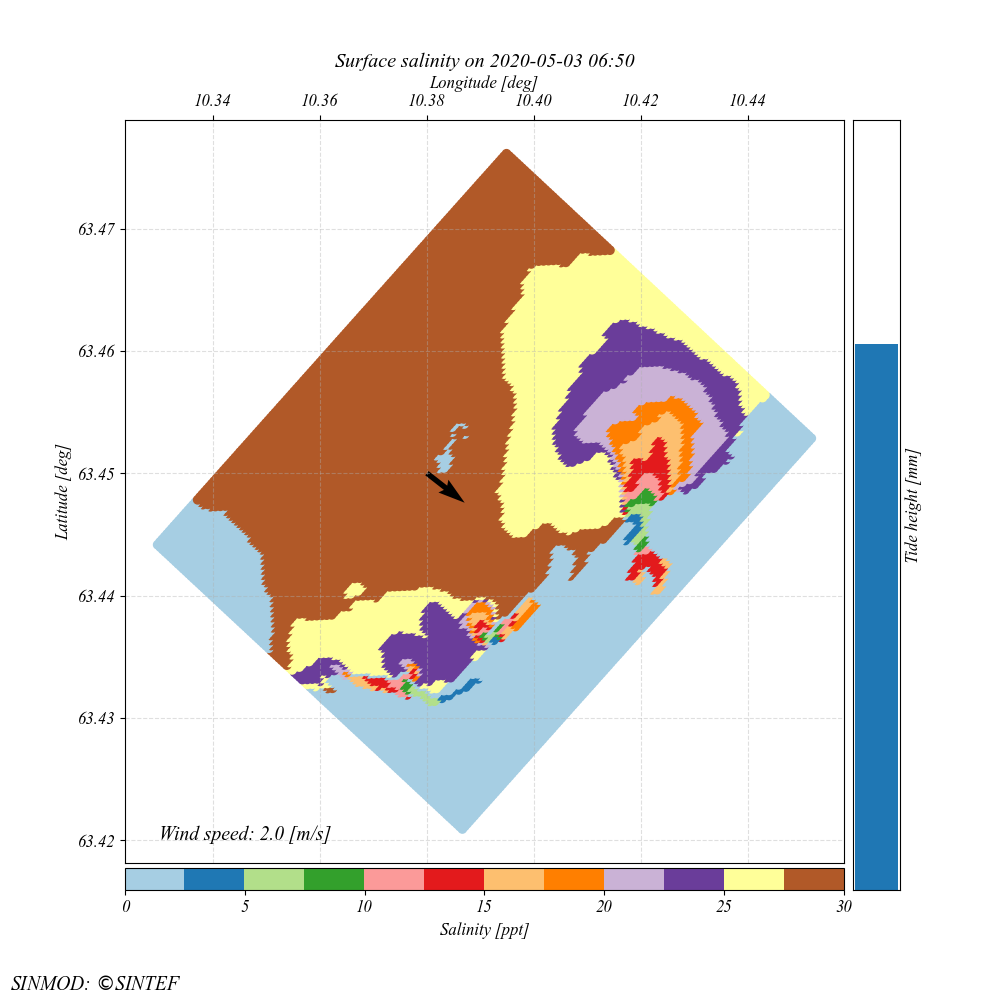 Surface salinity on 2020-05-03 06:50
Longitude [deg]
10.34 10.36 10.38 10.40 10.42 10.44
63.47
63.46
63.45
63.44
63.43
63.42
Latitude [deg]
Tide height [mm]
Wind speed: 2.0 [m/s]
0 5 10 15 20 25 30
Salinity [ppt]
SINMOD: ©SINTEF